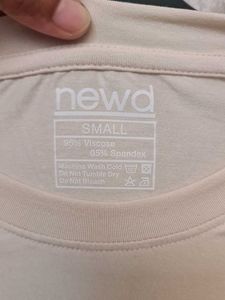 newd
SMALL
95% Viscose
05% Spandex
Machine Wash Cold
Do Not Tumble Dry
Do Not Bleach